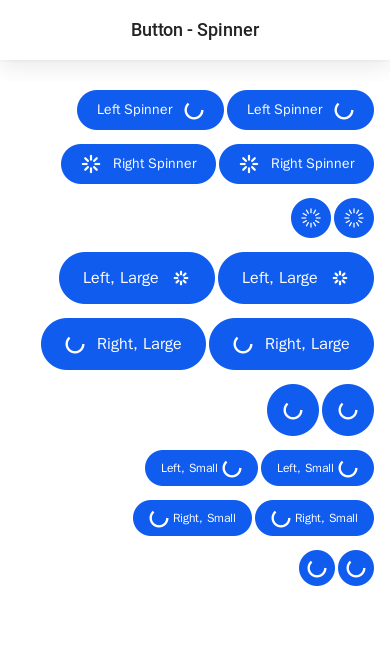 Button - Spinner
Left Spinner Left Spinner
Right Spinner Right Spinner
Left, Large Left, Large
Right, Large Right, Large
Left, Small Left, Small
Right, Small Right, Small